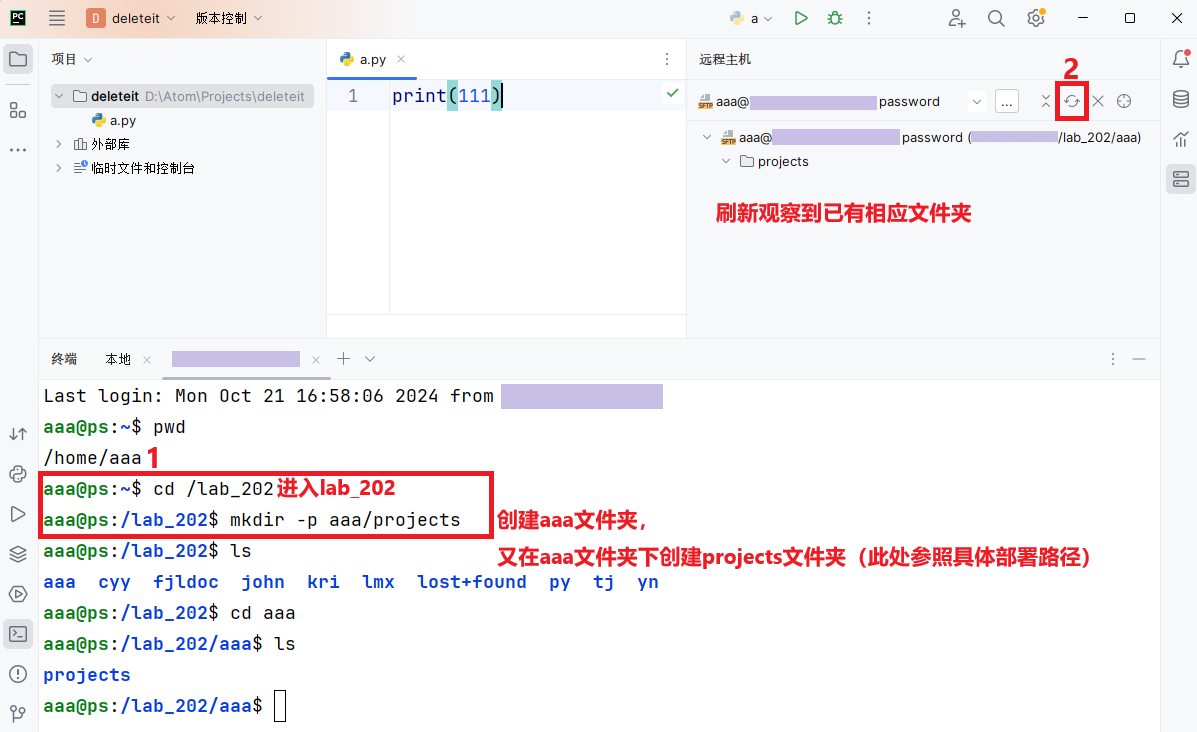 PC
D deleteit 版本控制 a
项目
a.py
远程主机
2
deleteit D:\Atom\Projects\deleteit
a.py
外部库
临时文件和控制台
1 print(111)
SFTP aaa@ password ...
SFTP aaa@ password ( /lab_202/aaa)
projects
刷新观察到已有相应文件夹
终端 本地
Last login: Mon Oct 21 16:58:06 2024 from
aaa@ps:~$ pwd
/home/aaa 1
aaa@ps:~$ cd /lab_202 进入lab_202
aaa@ps:/lab_202$ mkdir -p aaa/projects
创建aaa文件夹，
又在aaa文件夹下创建projects文件夹（此处参照具体部署路径）
aaa@ps:/lab_202$ ls
aaa cyy fjldoc john kri lmx lost+found py tj yn
aaa@ps:/lab_202$ cd aaa
aaa@ps:/lab_202/aaa$ ls
projects
aaa@ps:/lab_202/aaa$